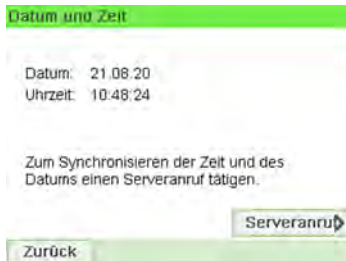 Datum und Zeit
Datum: 21.08.20
Uhrzeit: 10:48:24
Zum Synchronisieren der Zeit und des
Datums einen Serveranruf tätigen.
Serveranruf
Zurück